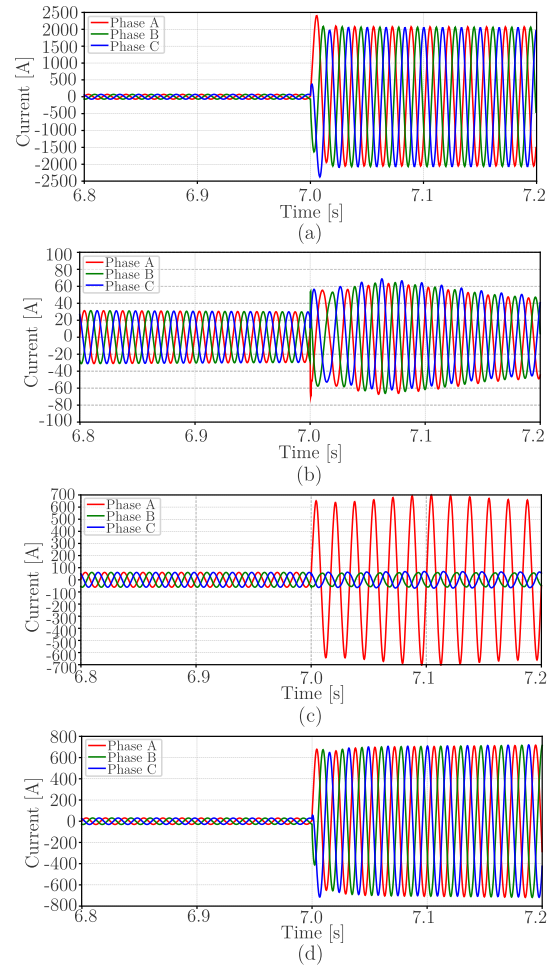 2500
2000
1500
1000
500
0
-500
-1000
-1500
-2000
-2500
Current [A]
Phase A
Phase B
Phase C
6.8 6.9 7.0 7.1 7.2
Time [s]
(a)
100
80
60
40
20
0
-20
-40
-60
-80
-100
Current [A]
Phase A
Phase B
Phase C
6.8 6.9 7.0 7.1 7.2
Time [s]
(b)
700
600
500
400
300
200
100
0
-100
-200
-300
-400
-500
-600
-700
Current [A]
Phase A
Phase B
Phase C
6.8 6.9 7.0 7.1 7.2
Time [s]
(c)
800
600
400
200
0
-200
-400
-600
-800
Current [A]
Phase A
Phase B
Phase C
6.8 6.9 7.0 7.1 7.2
Time [s]
(d)